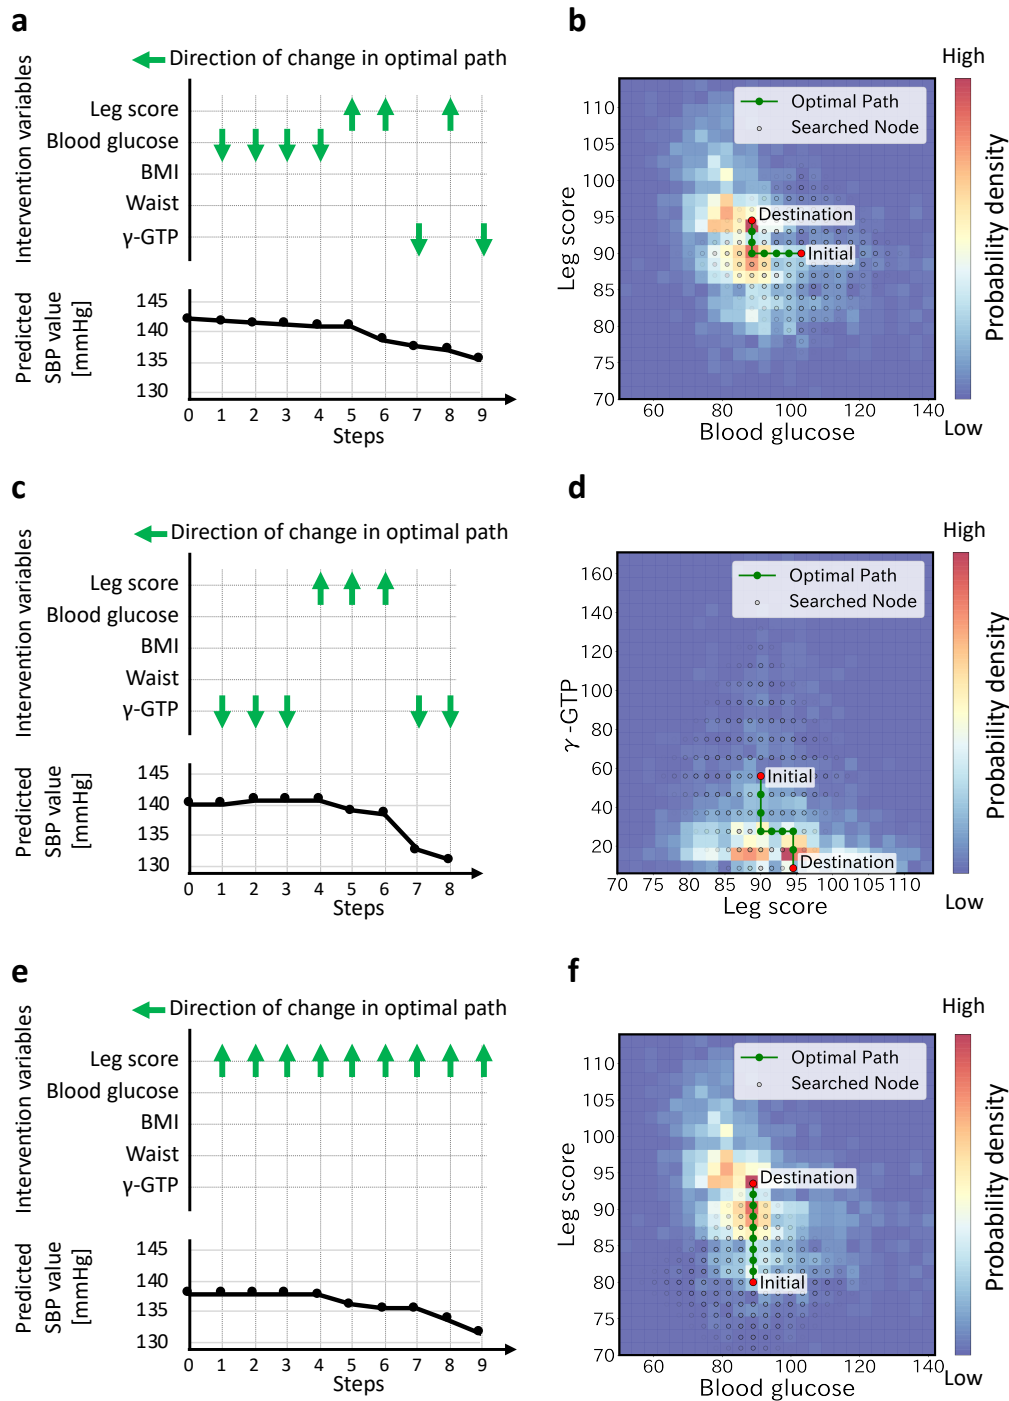 a
Direction of change in optimal path
Intervention variables
Leg score
Blood glucose
BMI
Waist
γ-GTP
Predicted
SBP value
[mmHg]
145
140
135
130
0 1 2 3 4 5 6 7 8 9
Steps
b
High
Optimal Path
Searched Node
Destination
Initial
Leg score
110
105
100
95
90
85
80
75
70
60 80 100 120 140
Blood glucose
Probability density
Low
c
Direction of change in optimal path
Intervention variables
Leg score
Blood glucose
BMI
Waist
γ-GTP
Predicted
SBP value
[mmHg]
145
140
135
130
0 1 2 3 4 5 6 7 8
Steps
d
High
Optimal Path
Searched Node
Initial
Destination
γ-GTP
160
140
120
100
80
60
40
20
70 75 80 85 90 95 100 105 110
Leg score
Probability density
Low
e
Direction of change in optimal path
Intervention variables
Leg score
Blood glucose
BMI
Waist
γ-GTP
Predicted
SBP value
[mmHg]
145
140
135
130
0 1 2 3 4 5 6 7 8 9
Steps
f
High
Optimal Path
Searched Node
Destination
Initial
Leg score
110
105
100
95
90
85
80
75
70
60 80 100 120 140
Blood glucose
Probability density
Low